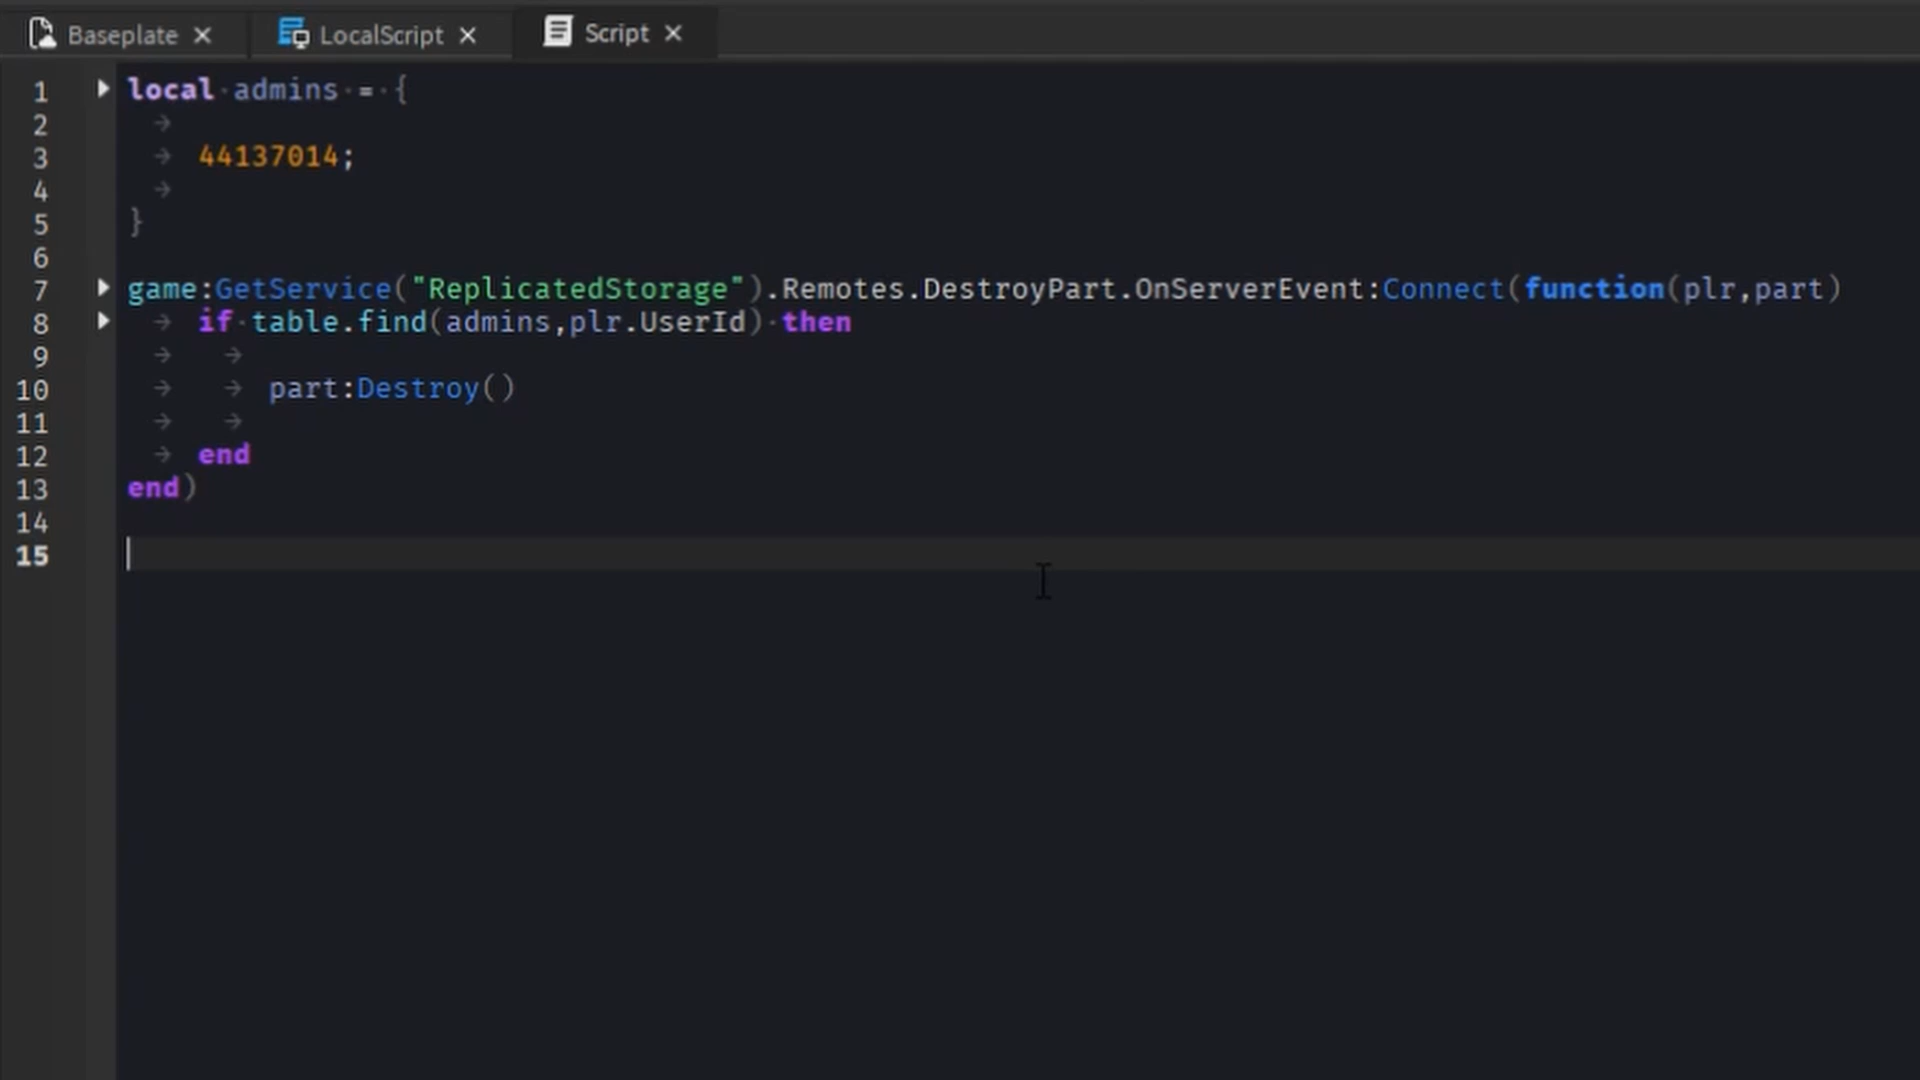 Baseplate × LocalScript × Script ×
1 local admins = {
2
3 44137014;
4
5 }
6
7 game:GetService("ReplicatedStorage").Remotes.DestroyPart.OnServerEvent:Connect(function(plr,part)
8 if table.find(admins,plr.UserId) then
9
10 part:Destroy()
11
12 end
13 end)
14
15